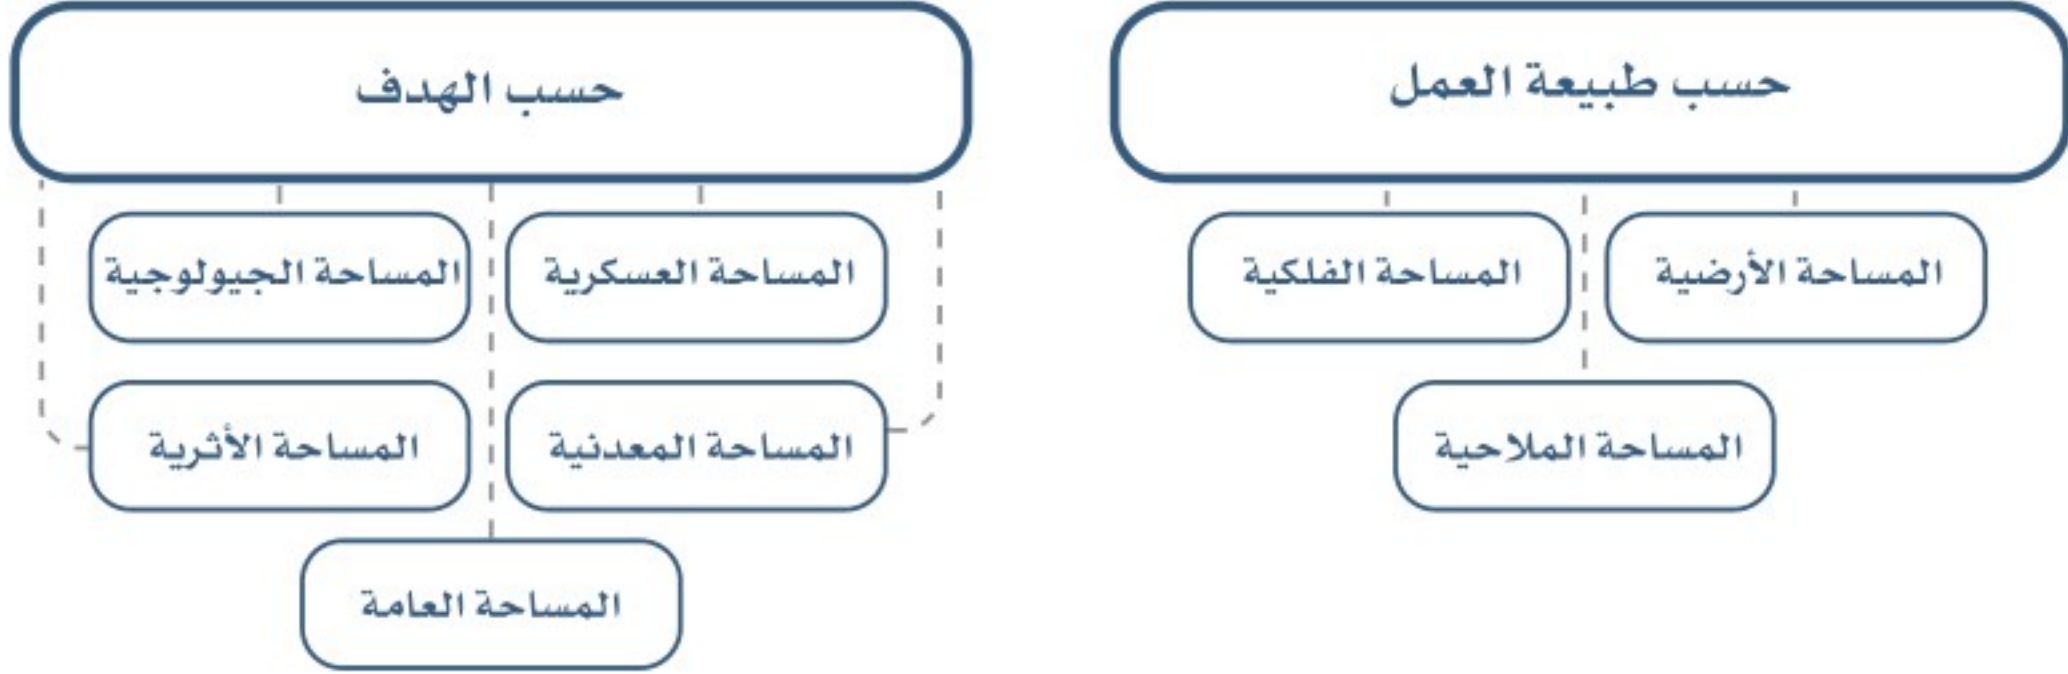 حسب طبيعة العمل
المساحة الأرضية
المساحة الفلكية
المساحة الملاحية
حسب الهدف
المساحة العسكرية
المساحة الجيولوجية
المساحة المعدنية
المساحة الأثرية
المساحة العامة